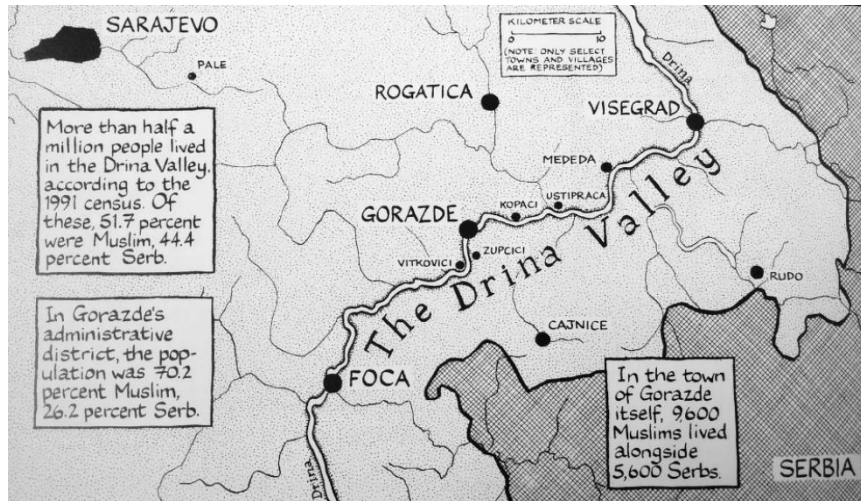 SARAJEVO
PALE
KILOMETER SCALE
0 10
(NOTE: ONLY SELECT
TOWNS AND VILLAGES
ARE REPRESENTED)
Drina
ROGATICA
VISEGRAD
More than half a
million people lived
in the Drina Valley,
according to the
1991 census. Of
these, 51.7 percent
were Muslim, 44.4
percent Serb.
MEDEDA
USTIPRACA
KOPACI
GORAZDE
ZUPCICI
VITKOVICI
The Drina Valley
RUDO
CAJNICE
In Gorazde's
administrative
district, the pop-
ulation was 70.2
percent Muslim,
26.2 percent Serb.
FOCA
In the town
of Gorazde
itself, 9,600
Muslims lived
alongside
5,600 Serbs.
Drina
SERBIA